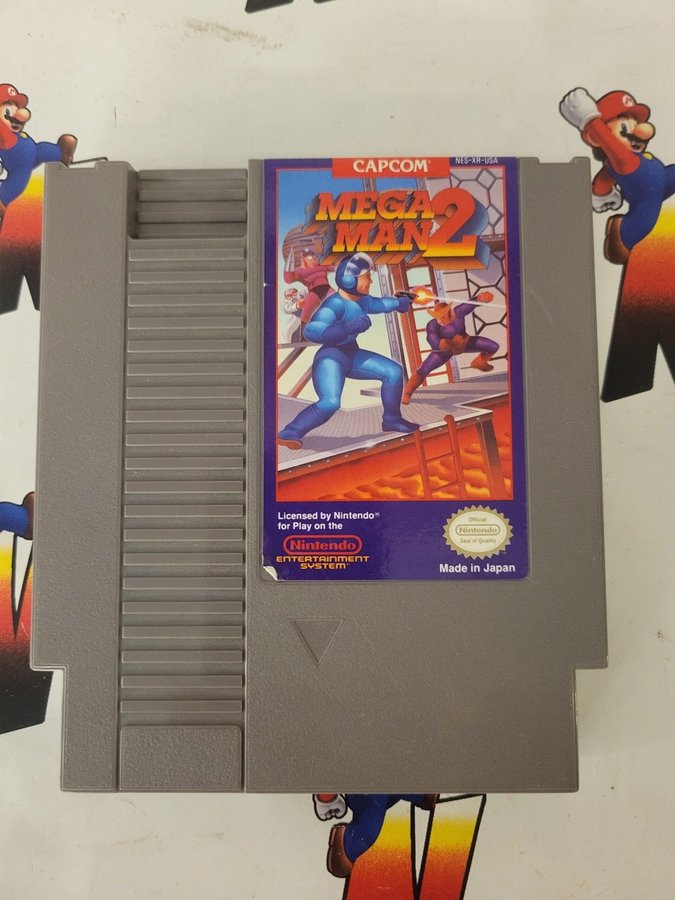 CAPCOM®
NES-XR-USA
MEGA
MAN 2
Licensed by Nintendo®
for Play on the
Nintendo®
ENTERTAINMENT
SYSTEM®
Official
Nintendo
Seal of Quality
Made in Japan
M
M